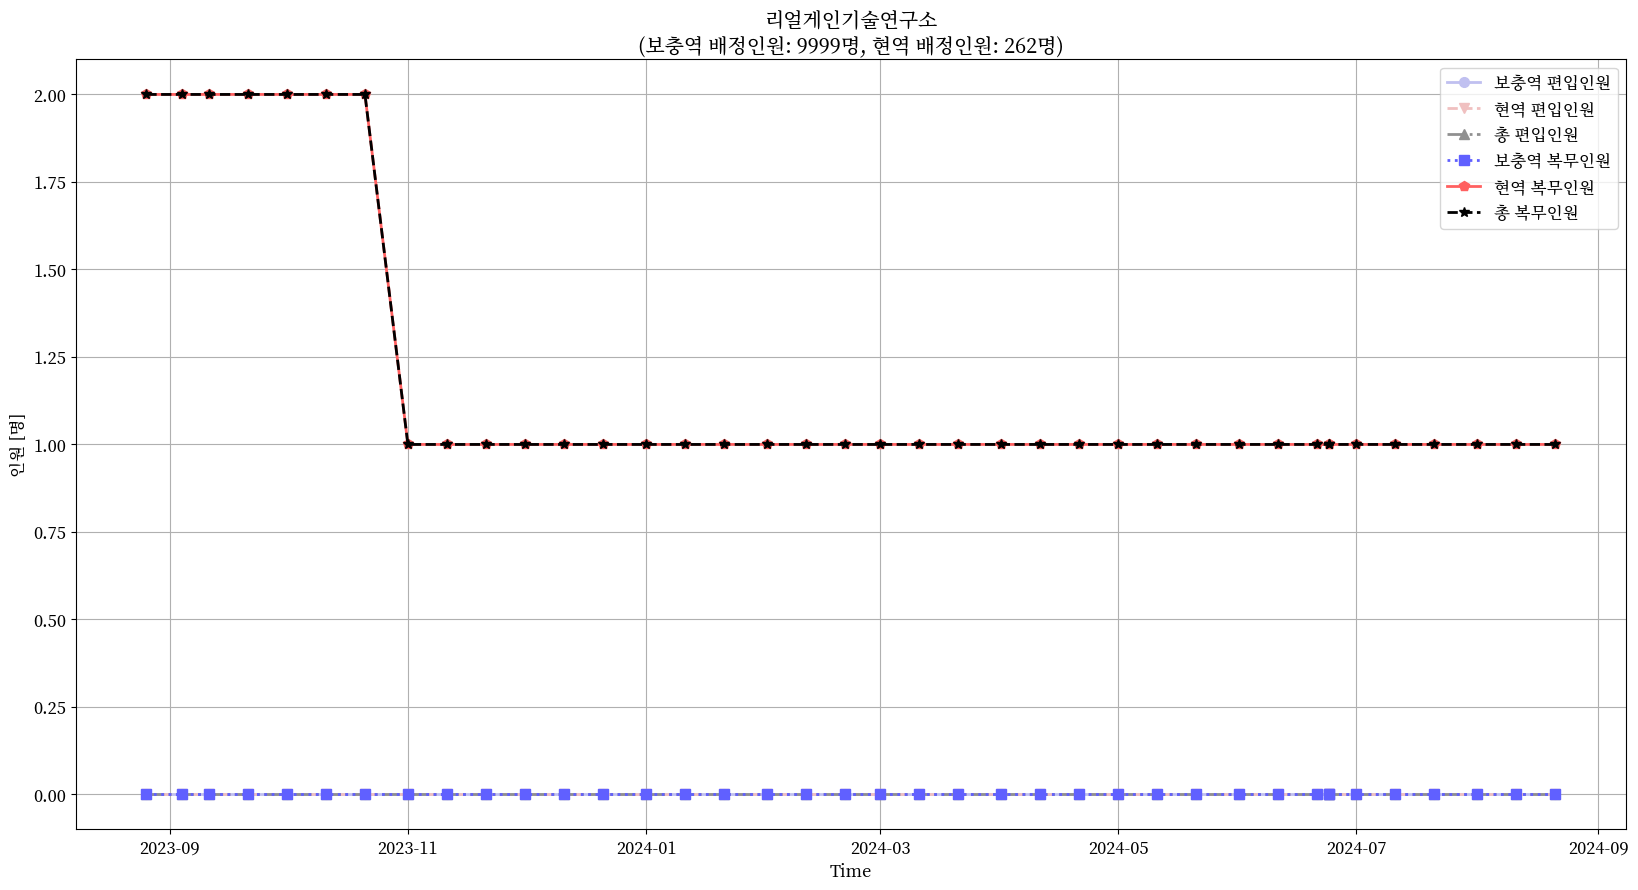 리얼게인기술연구소
(보충역 배정인원: 9999명, 현역 배정인원: 262명)
보충역 편입인원
현역 편입인원
총 편입인원
보충역 복무인원
현역 복무인원
총 복무인원
2.00
1.75
1.50
1.25
1.00
0.75
0.50
0.25
0.00
인원 [명]
2023-09
2023-11
2024-01
2024-03
2024-05
2024-07
2024-09
Time